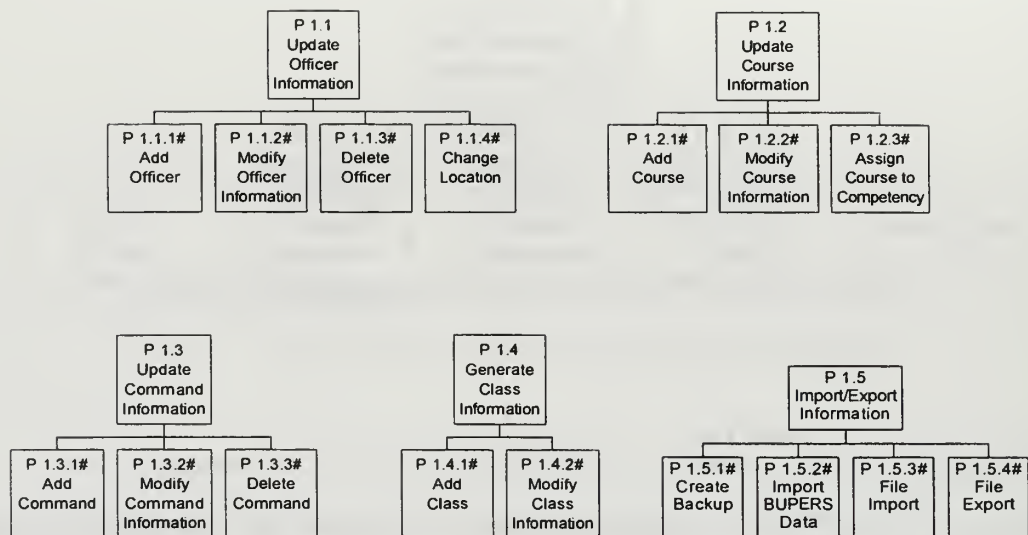 P 1.1
Update
Officer
Information
P 1.1.1#
Add
Officer
P 1.1.2#
Modify
Officer
Information
P 1.1.3#
Delete
Officer
P 1.1.4#
Change
Location
P 1.2
Update
Course
Information
P 1.2.1#
Add
Course
P 1.2.2#
Modify
Course
Information
P 1.2.3#
Assign
Course to
Competency
P 1.3
Update
Command
Information
P 1.3.1#
Add
Command
P 1.3.2#
Modify
Command
Information
P 1.3.3#
Delete
Command
P 1.4
Generate
Class
Information
P 1.4.1#
Add
Class
P 1.4.2#
Modify
Class
Information
P 1.5
Import/Export
Information
P 1.5.1#
Create
Backup
P 1.5.2#
Import
BUPERS
Data
P 1.5.3#
File
Import
P 1.5.4#
File
Export